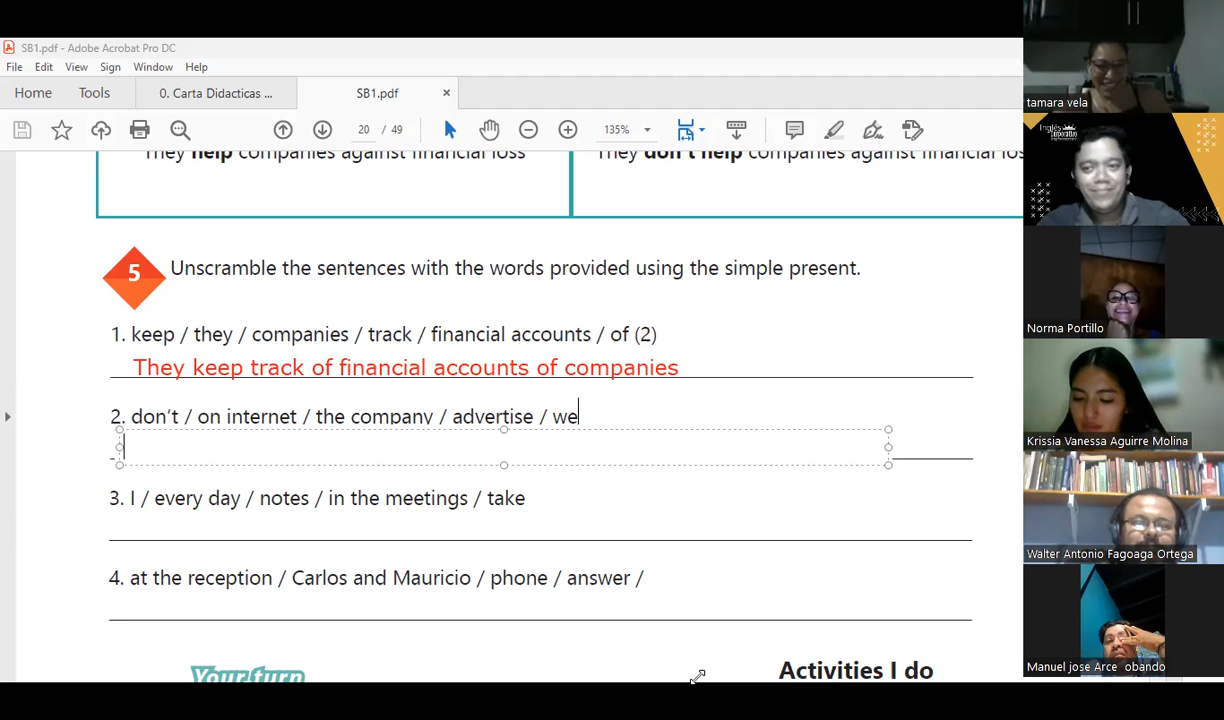 SB1.pdf - Adobe Acrobat Pro DC
File Edit View Sign Window Help
Home Tools 0. Carta Didacticas ... SB1.pdf ×
20 / 49 135%
They help companies against financial loss
They don't help companies against financial los
5 Unscramble the sentences with the words provided using the simple present.
1. keep / they / companies / track / financial accounts / of (2)
They keep track of financial accounts of companies
2. don't / on internet / the company / advertise / we
3. I / every day / notes / in the meetings / take
4. at the reception / Carlos and Mauricio / phone / answer /
Your turn
Activities I do
tamara vela
Inglés
Norma Portillo
Krissia Vanessa Aguirre Molina
Walter Antonio Fagoaga Ortega
Manuel jose Arce obando